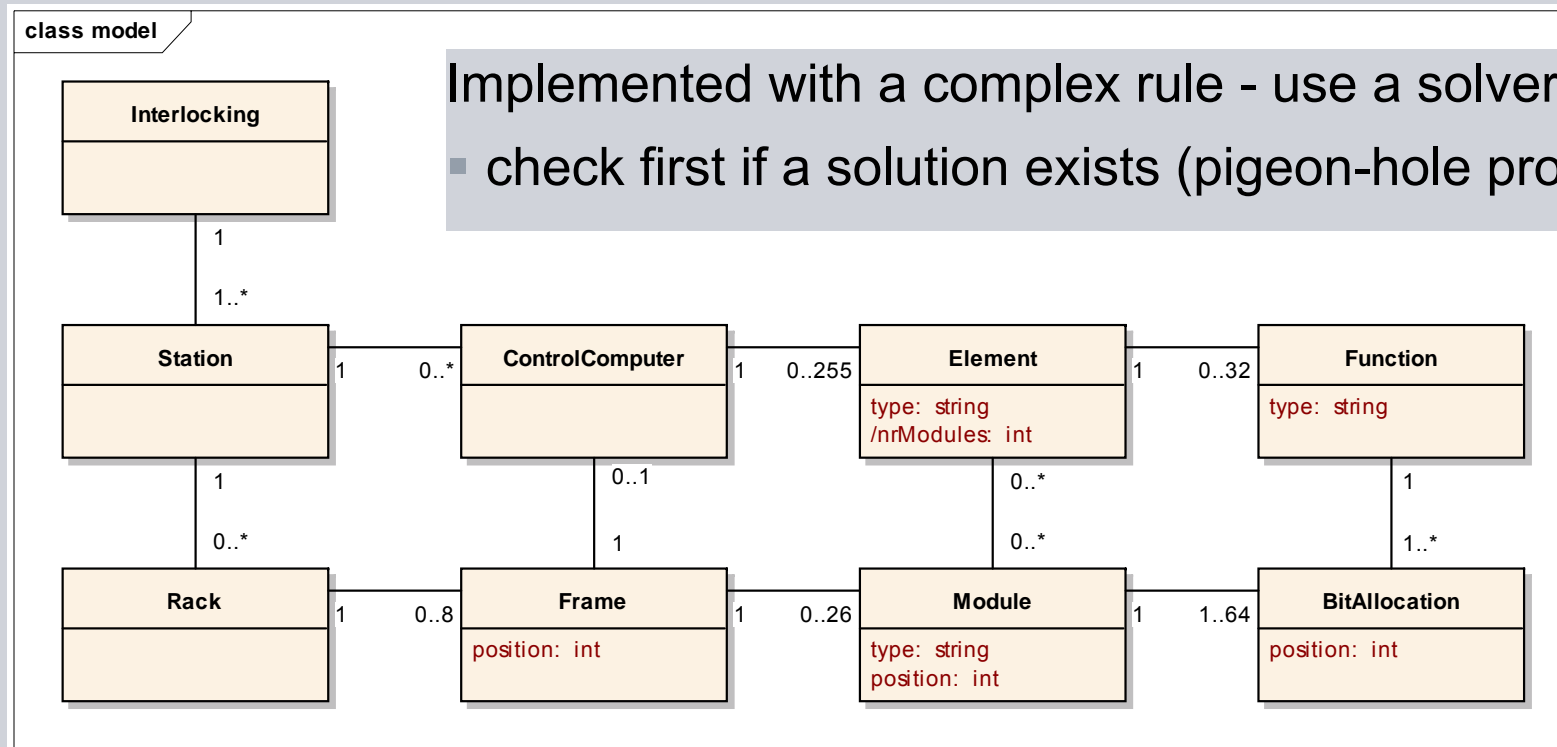 class model
Implemented with a complex rule - use a solver
▪ check first if a solution exists (pigeon-hole pro
Interlocking
1
1..*
Station
1
0..*
ControlComputer
1
0..255
Element
type: string
/nrModules: int
1
0..32
Function
type: string
1
0..*
0..1
1
0..*
0..*
1
1..*
Rack
1
0..8
Frame
position: int
1
0..26
Module
type: string
position: int
1
1..64
BitAllocation
position: int